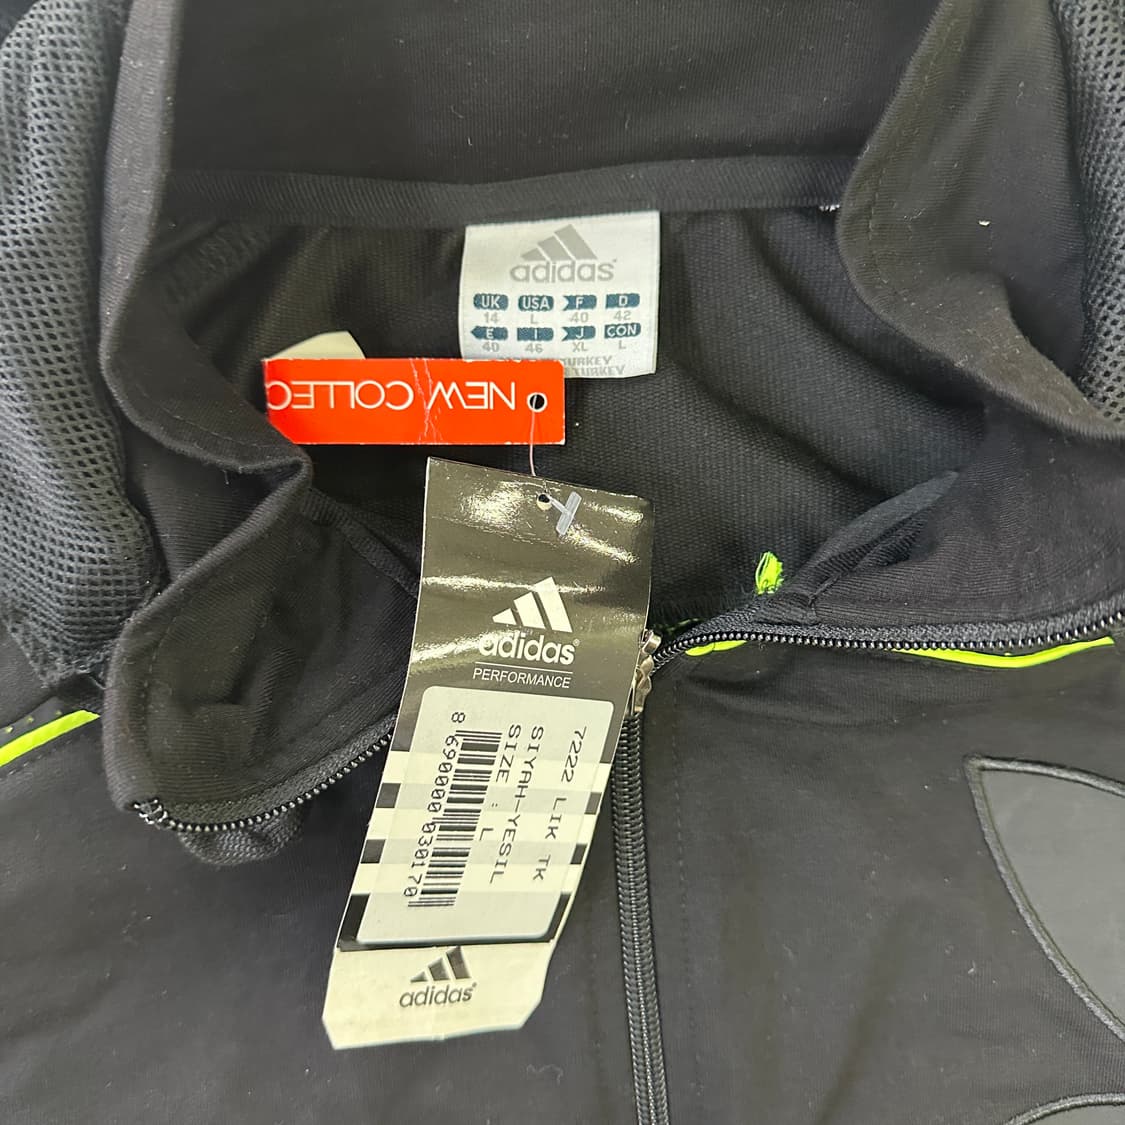 adidas
UK USA F D
14 L 40 42
E I J CON
40 46 XL L
TURKEY
TURKEY
NEW COLLEC
adidas
PERFORMANCE
7222 LIK TK
SIYAH-YESIL
SIZE : L
8 690000 030170
adidas